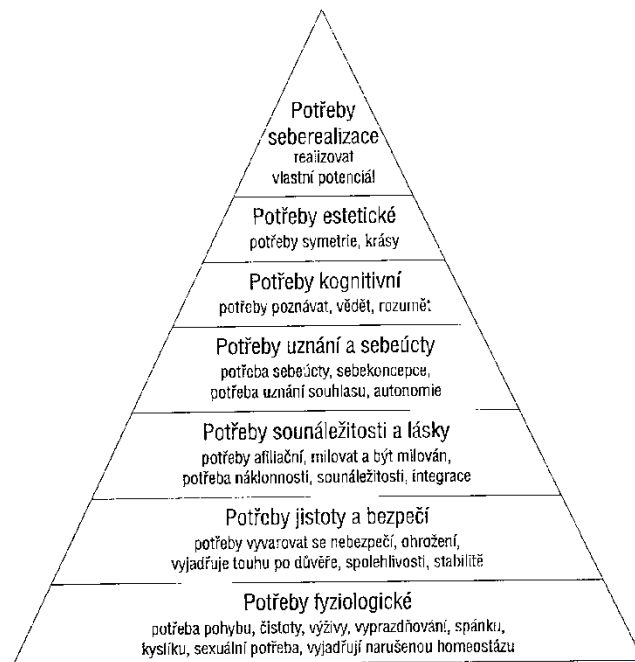 Potřeby
seberealizace
realizovat
vlastní potenciál
Potřeby estetické
potřeby symetrie, krásy
Potřeby kognitivní
potřeby poznávat, vědět, rozumět
Potřeby uznání a sebeúcty
potřeba sebeúcty, sebekoncepce,
potřeba uznání souhlasu, autonomie
Potřeby sounáležitosti a lásky
potřeby afiliační, milovat a být milován,
potřeba náklonnosti, sounáležitosti, integrace
Potřeby jistoty a bezpečí
potřeby vyvarovat se nebezpečí, ohrožení,
vyjadřuje touhu po důvěře, spolehlivosti, stabilitě
Potřeby fyziologické
potřeba pohybu, čistoty, výživy, vyprazdňování, spánku,
kyslíku, sexuální potřeba, vyjadřují narušenou homeostázu